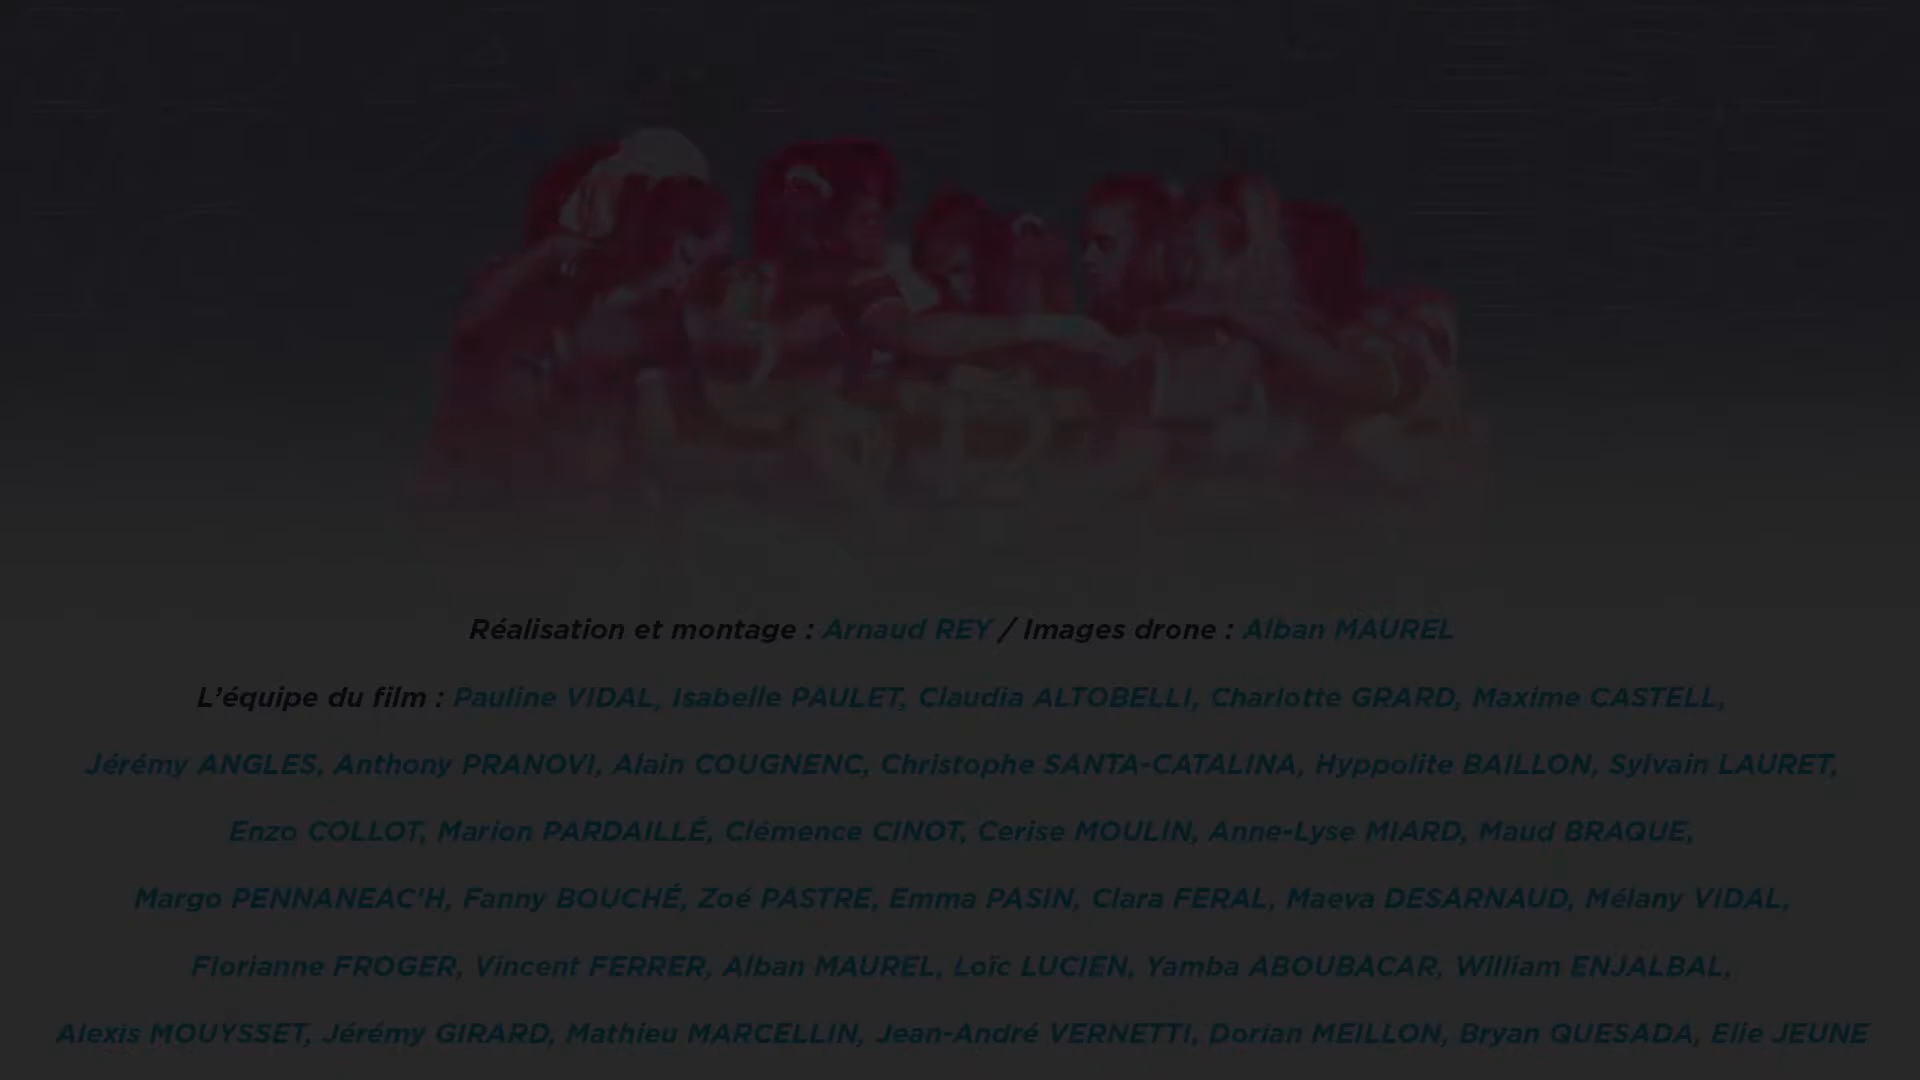 Réalisation et montage : Arnaud REY / Images drone : Alban MAUREL
L'équipe du film : Pauline VIDAL, Isabelle PAULET, Claudia ALTOBELLI, Charlotte GRARD, Maxime CASTELL,
Jérémy ANGLES, Anthony PRANOVI, Alain COUGNENC, Christophe SANTA-CATALINA, Hyppolite BAILLON, Sylvain LAURET,
Enzo COLLOT, Marion PARDAILLÉ, Clémence CINOT, Cerise MOULIN, Anne-Lyse MIARD, Maud BRAQUE,
Margo PENNANEAC'H, Fanny BOUCHÉ, Zoé PASTRE, Emma PASIN, Clara FERAL, Maeva DESARNAUD, Mélany VIDAL,
Florianne FROGER, Vincent FERRER, Alban MAUREL, Loïc LUCIEN, Yamba ABOUBACAR, William ENJALBAL,
Alexis MOUYSSET, Jérémy GIRARD, Mathieu MARCELLIN, Jean-André VERNETTI, Dorian MEILLON, Bryan QUESADA, Elie JEUNE